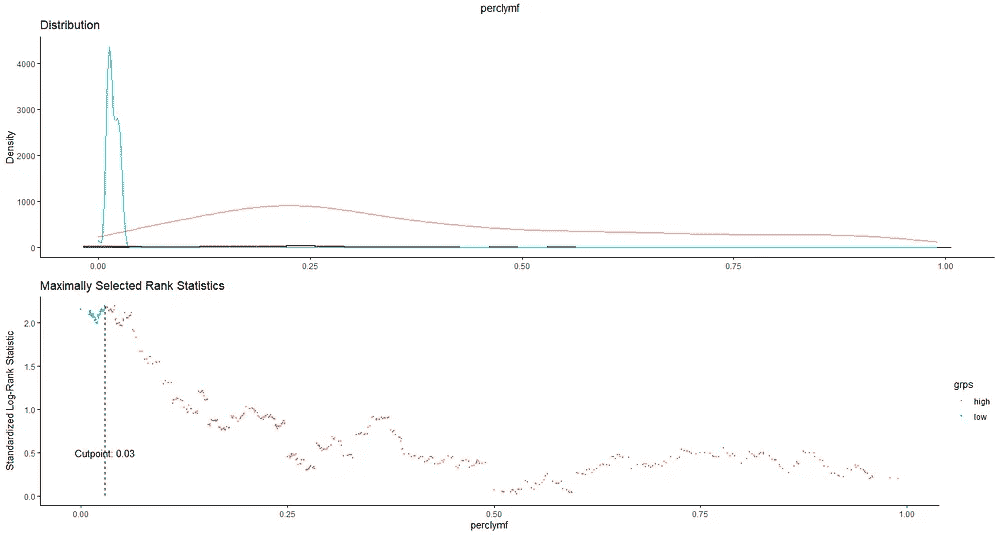 perclymf
Distribution
Density
4000
3000
2000
1000
0
0.00 0.25 0.50 0.75 1.00
Maximally Selected Rank Statistics
Standardized Log-Rank Statistic
2.0
1.5
1.0
0.5
0.0
Cutpoint: 0.03
0.00 0.25 0.50 0.75 1.00
perclymf
grps
high
low